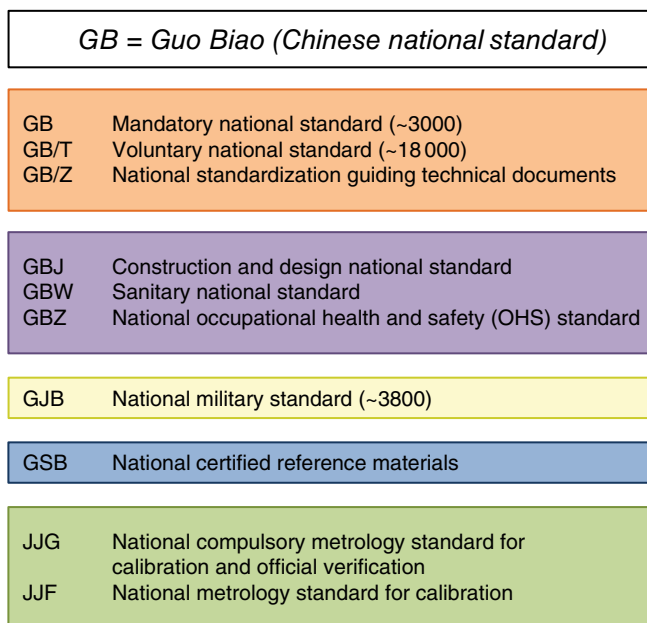 GB = Guo Biao (Chinese national standard)
GB Mandatory national standard (~3000)
GB/T Voluntary national standard (~18 000)
GB/Z National standardization guiding technical documents
GBJ Construction and design national standard
GBW Sanitary national standard
GBZ National occupational health and safety (OHS) standard
GJB National military standard (~3800)
GSB National certified reference materials
JJG National compulsory metrology standard for
calibration and official verification
JJF National metrology standard for calibration